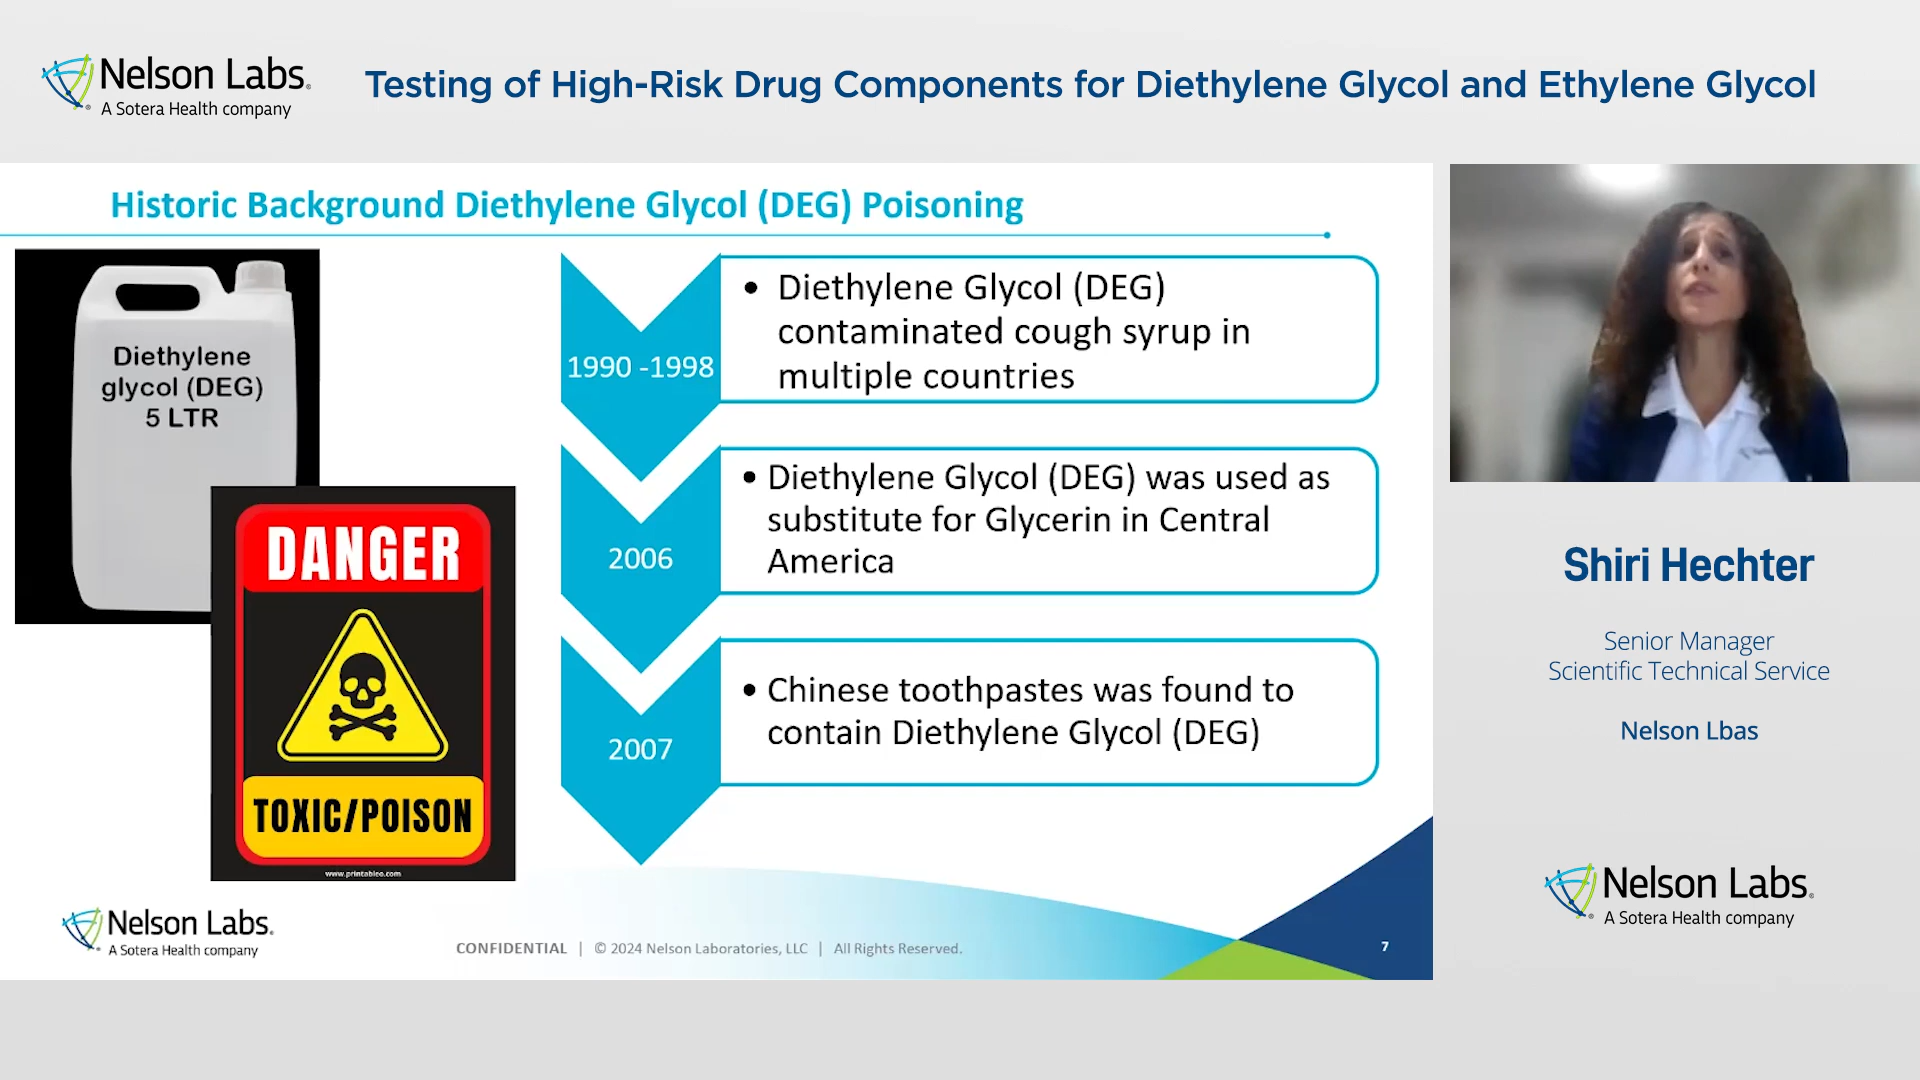 Nelson Labs®
A Sotera Health company
Testing of High-Risk Drug Components for Diethylene Glycol and Ethylene Glycol
Historic Background Diethylene Glycol (DEG) Poisoning
Diethylene
glycol (DEG)
5 LTR
DANGER
TOXIC/POISON
www.printableo.com
1990 -1998
• Diethylene Glycol (DEG)
contaminated cough syrup in
multiple countries
2006
• Diethylene Glycol (DEG) was used as
substitute for Glycerin in Central
America
2007
• Chinese toothpastes was found to
contain Diethylene Glycol (DEG)
Nelson Labs®
A Sotera Health company
CONFIDENTIAL | © 2024 Nelson Laboratories, LLC | All Rights Reserved.
7
Shiri Hechter
Senior Manager
Scientific Technical Service
Nelson Lbas
Nelson Labs®
A Sotera Health company